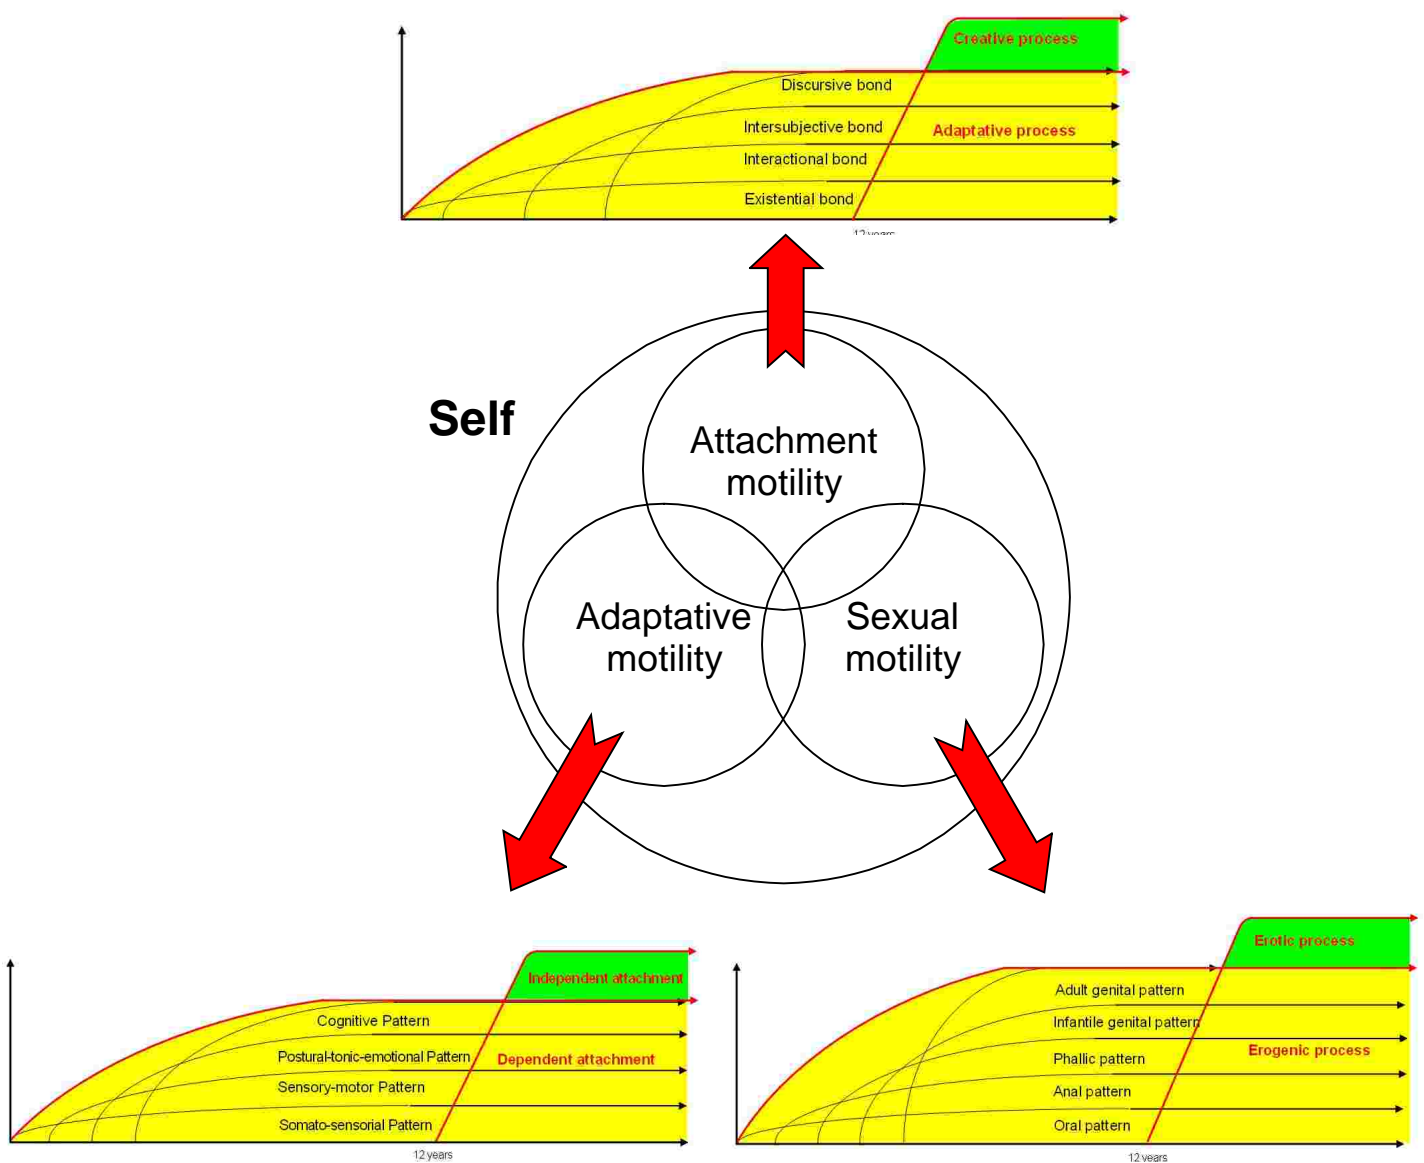 Creative process
Discursive bond
Intersubjective bond
Adaptative process
Interactional bond
Existential bond
12 years
Self
Attachment
motility
Adaptative
motility
Sexual
motility
Independent attachment
Cognitive Pattern
Postural-tonic-emotional Pattern
Dependent attachment
Sensory-motor Pattern
Somato-sensorial Pattern
12 years
Erotic process
Adult genital pattern
Infantile genital pattern
Erogenic process
Phallic pattern
Anal pattern
Oral pattern
12 years